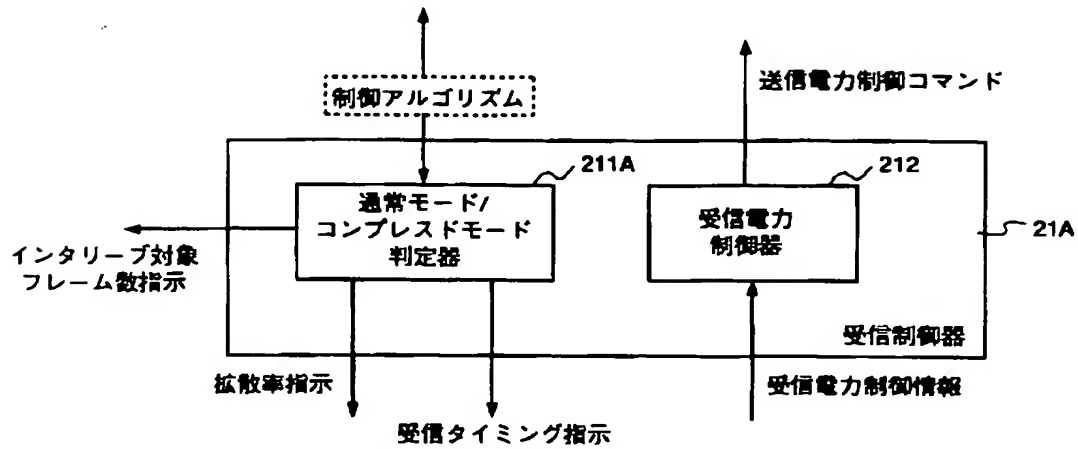 送信電力制御コマンド
制御アルゴリズム
211A
212
通常モード/
コンプレスドモード
判定器
受信電力
制御器
21A
インタリーブ対象
フレーム数指示
受信制御器
拡散率指示
受信電力制御情報
受信タイミング指示